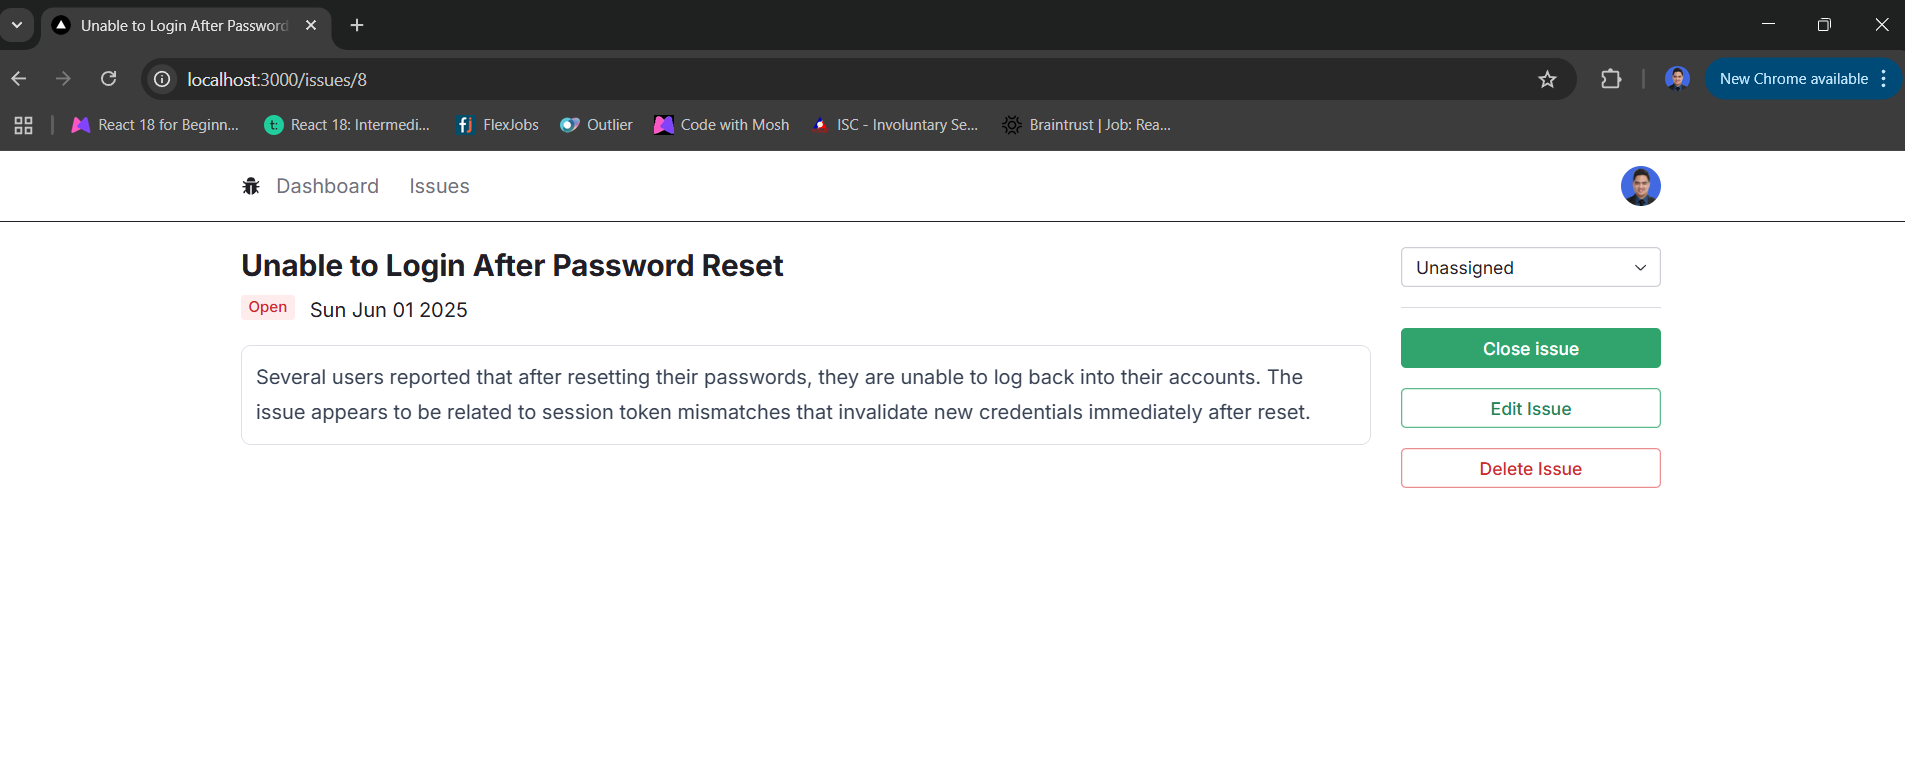 Unable to Login After Password
localhost:3000/issues/8
New Chrome available
React 18 for Beginn...
t:
React 18: Intermedi...
fj
FlexJobs
Outlier
Code with Mosh
ISC - Involuntary Se...
Braintrust | Job: Rea...
Dashboard
Issues
Unable to Login After Password Reset
Unassigned
Open
Sun Jun 01 2025
Close issue
Several users reported that after resetting their passwords, they are unable to log back into their accounts. The
issue appears to be related to session token mismatches that invalidate new credentials immediately after reset.
Edit Issue
Delete Issue